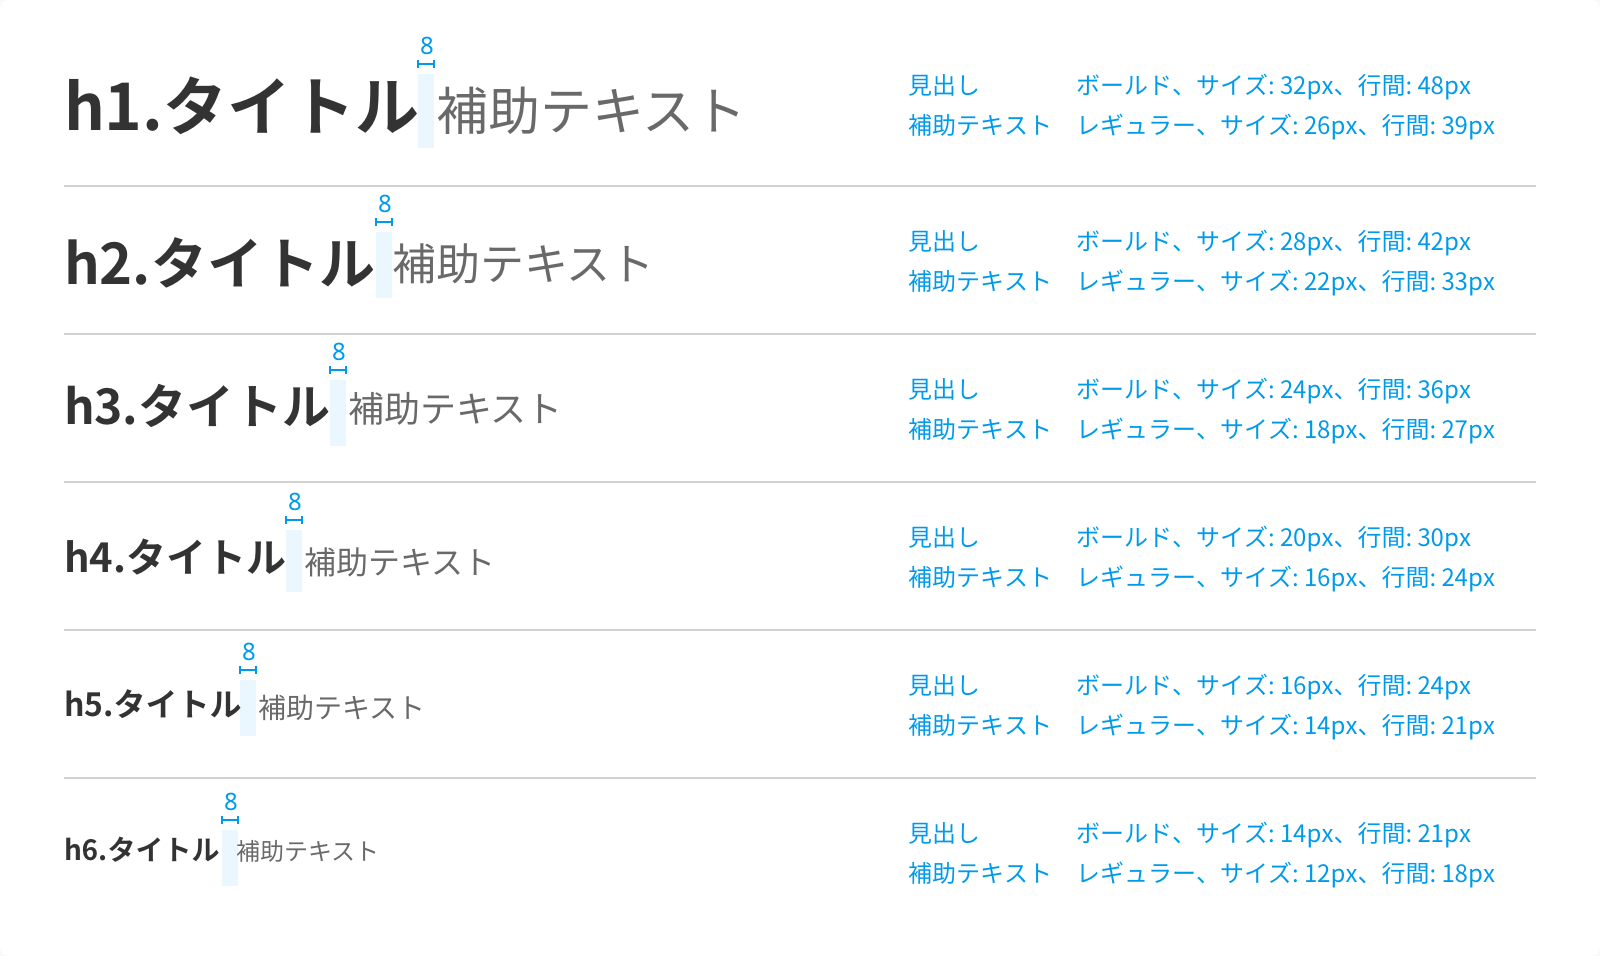 8
h1.タイトル 補助テキスト
見出し ボールド、サイズ: 32px、行間: 48px
補助テキスト レギュラー、サイズ: 26px、行間: 39px
8
h2.タイトル 補助テキスト
見出し ボールド、サイズ: 28px、行間: 42px
補助テキスト レギュラー、サイズ: 22px、行間: 33px
8
h3.タイトル 補助テキスト
見出し ボールド、サイズ: 24px、行間: 36px
補助テキスト レギュラー、サイズ: 18px、行間: 27px
8
h4.タイトル 補助テキスト
見出し ボールド、サイズ: 20px、行間: 30px
補助テキスト レギュラー、サイズ: 16px、行間: 24px
8
h5.タイトル 補助テキスト
見出し ボールド、サイズ: 16px、行間: 24px
補助テキスト レギュラー、サイズ: 14px、行間: 21px
8
h6.タイトル 補助テキスト
見出し ボールド、サイズ: 14px、行間: 21px
補助テキスト レギュラー、サイズ: 12px、行間: 18px